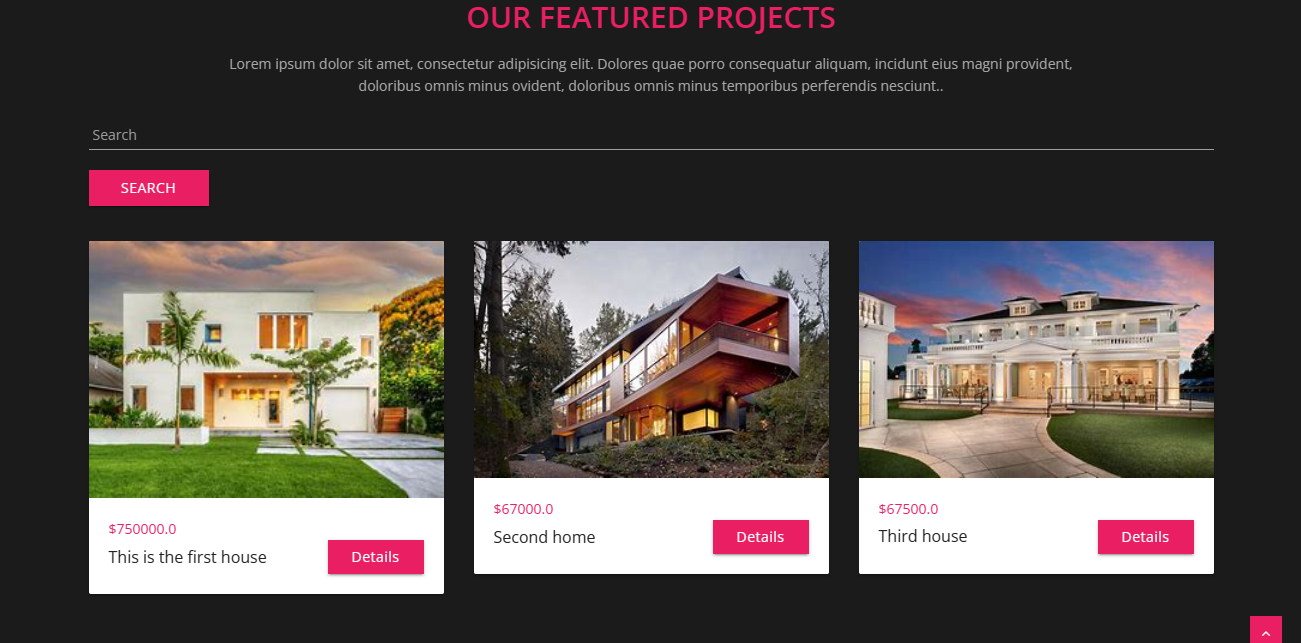 OUR FEATURED PROJECTS
Lorem ipsum dolor sit amet, consectetur adipisicing elit. Dolores quae porro consequatur aliquam, incidunt eius magni provident,
doloribus omnis minus ovident, doloribus omnis minus temporibus perferendis nesciunt..
Search
SEARCH
$750000.0
This is the first house
Details
$67000.0
Second home
Details
$67500.0
Third house
Details